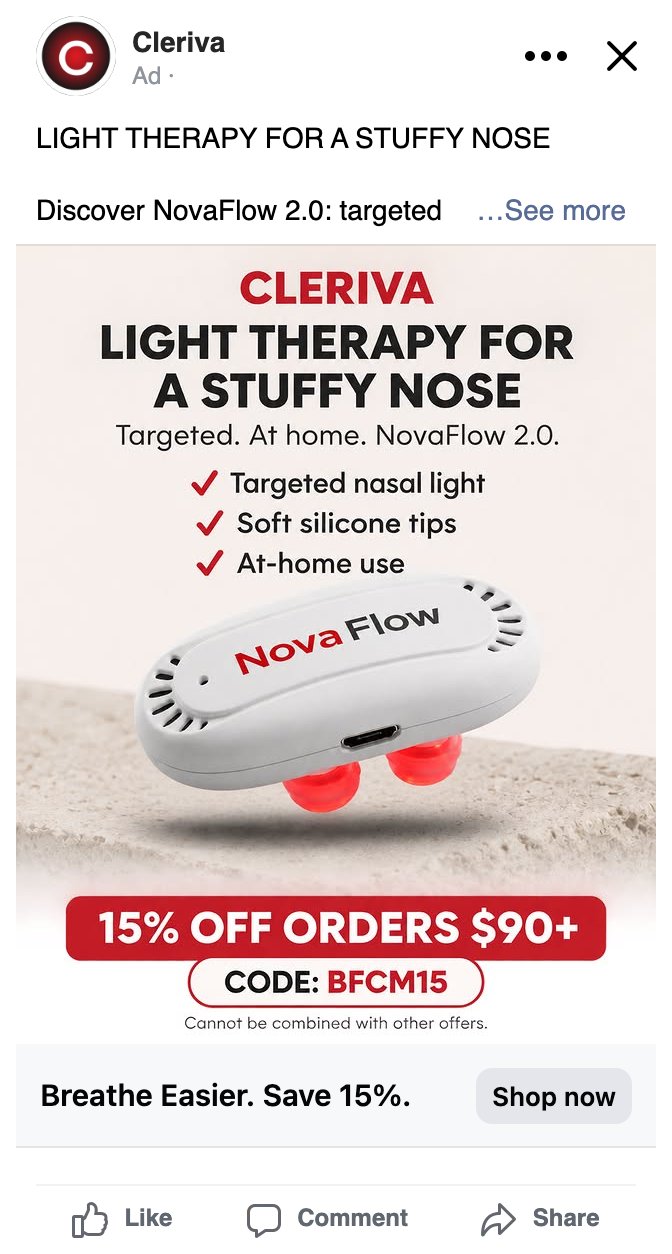 Cleriva
Ad ·
LIGHT THERAPY FOR A STUFFY NOSE
Discover NovaFlow 2.0: targeted ...See more
CLERIVA
LIGHT THERAPY FOR
A STUFFY NOSE
Targeted. At home. NovaFlow 2.0.
Targeted nasal light
Soft silicone tips
At-home use
NovaFlow
15% OFF ORDERS $90+
CODE: BFCM15
Cannot be combined with other offers.
Breathe Easier. Save 15%.
Shop now
Like Comment Share